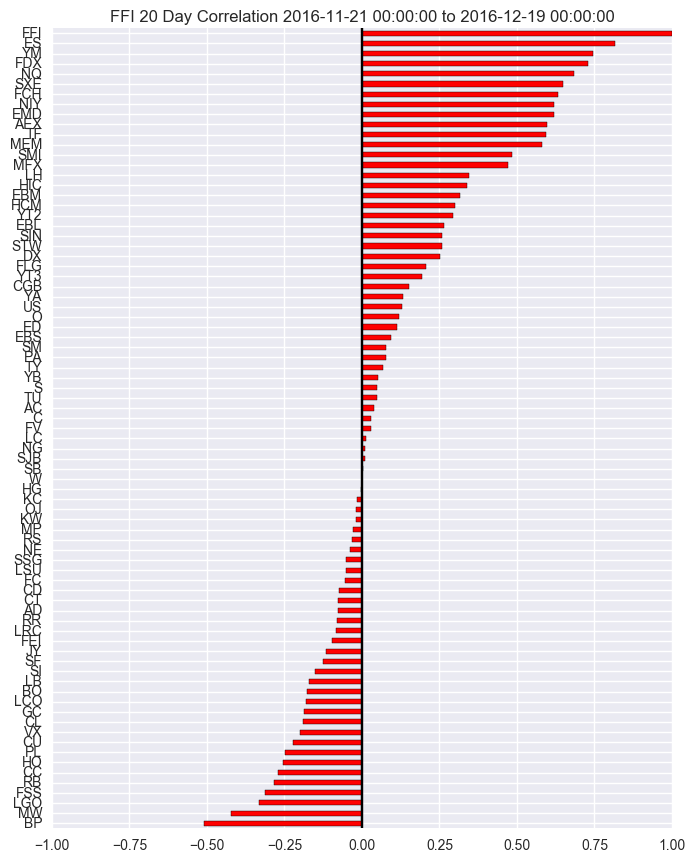 FFI 20 Day Correlation 2016-11-21 00:00:00 to 2016-12-19 00:00:00
FFI
ES
YM
FDX
NQ
SXF
FCH
NIY
EMD
AEX
TF
MEM
SMI
MFX
LH
HIC
EBM
HCM
YT2
EBL
SIN
STW
DX
FLG
YT3
CGB
YA
US
O
ED
EBS
SM
PA
TY
YB
S
TU
AC
C
FV
LC
NG
SJB
SB
W
HG
KC
OJ
KW
MP
RS
NE
SSG
LSU
FC
CD
CT
AD
RR
LRC
FEI
JY
SF
SI
LB
BO
LCO
GC
CL
VX
CU
PL
HO
CC
RB
FSS
LGO
MW
BP
−1.00 −0.75 −0.50 −0.25 0.00 0.25 0.50 0.75 1.00